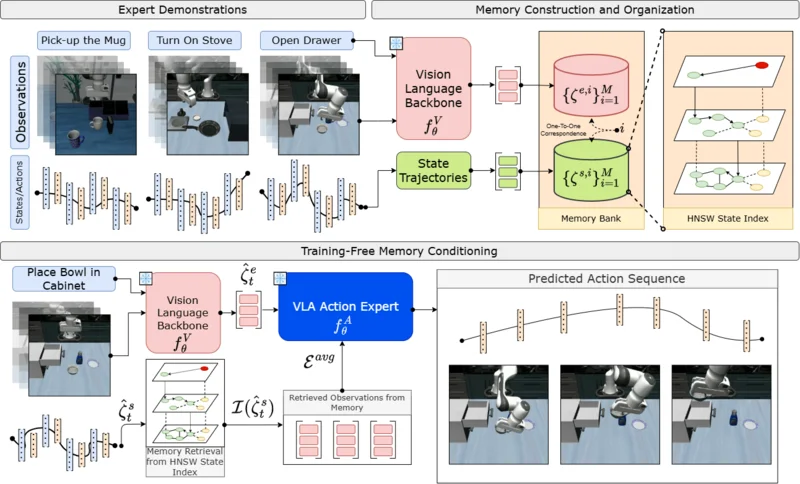 Expert Demonstrations
Memory Construction and Organization
Pick-up the Mug
Turn On Stove
Open Drawer
Observations
States/Actions
Vision
Language
Backbone
f_θ^V
State
Trajectories
{ζ^{e,i}}_{i=1}^M
One-To-One
Correspondence
i
{ζ^{s,i}}_{i=1}^M
Memory Bank
HNSW State Index
Training-Free Memory Conditioning
Place Bowl in
Cabinet
Vision
Language
Backbone
f_θ^V
ζ̂_t^e
VLA Action Expert
f_θ^A
ℰ^{avg}
ζ̂_t^s
Memory Retrieval
from HNSW State
Index
ℐ(ζ̂_t^s)
Retrieved Observations from
Memory
Predicted Action Sequence